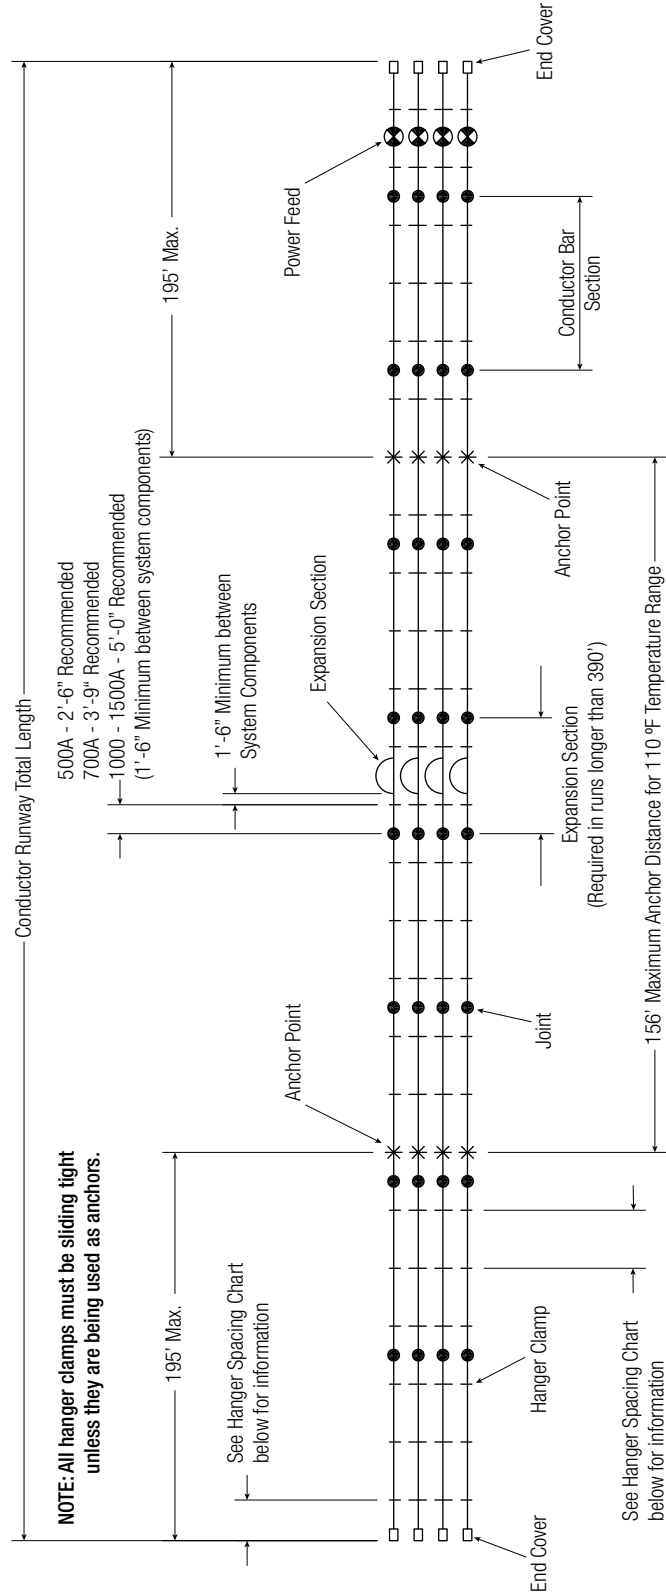 Conductor Runway Total Length
NOTE: All hanger clamps must be sliding tight
unless they are being used as anchors.
500A - 2'-6” Recommended
700A - 3'-9“ Recommended
1000 - 1500A - 5'-0” Recommended
(1'-6” Minimum between system components)
195' Max.
195' Max.
See Hanger Spacing Chart
below for information
1'-6” Minimum between
System Components
Anchor Point
Expansion Section
Power Feed
End Cover
Hanger Clamp
Joint
Anchor Point
Conductor Bar
Section
End Cover
Expansion Section
(Required in runs longer than 390')
See Hanger Spacing Chart
below for information
156' Maximum Anchor Distance for 110 ºF Temperature Range